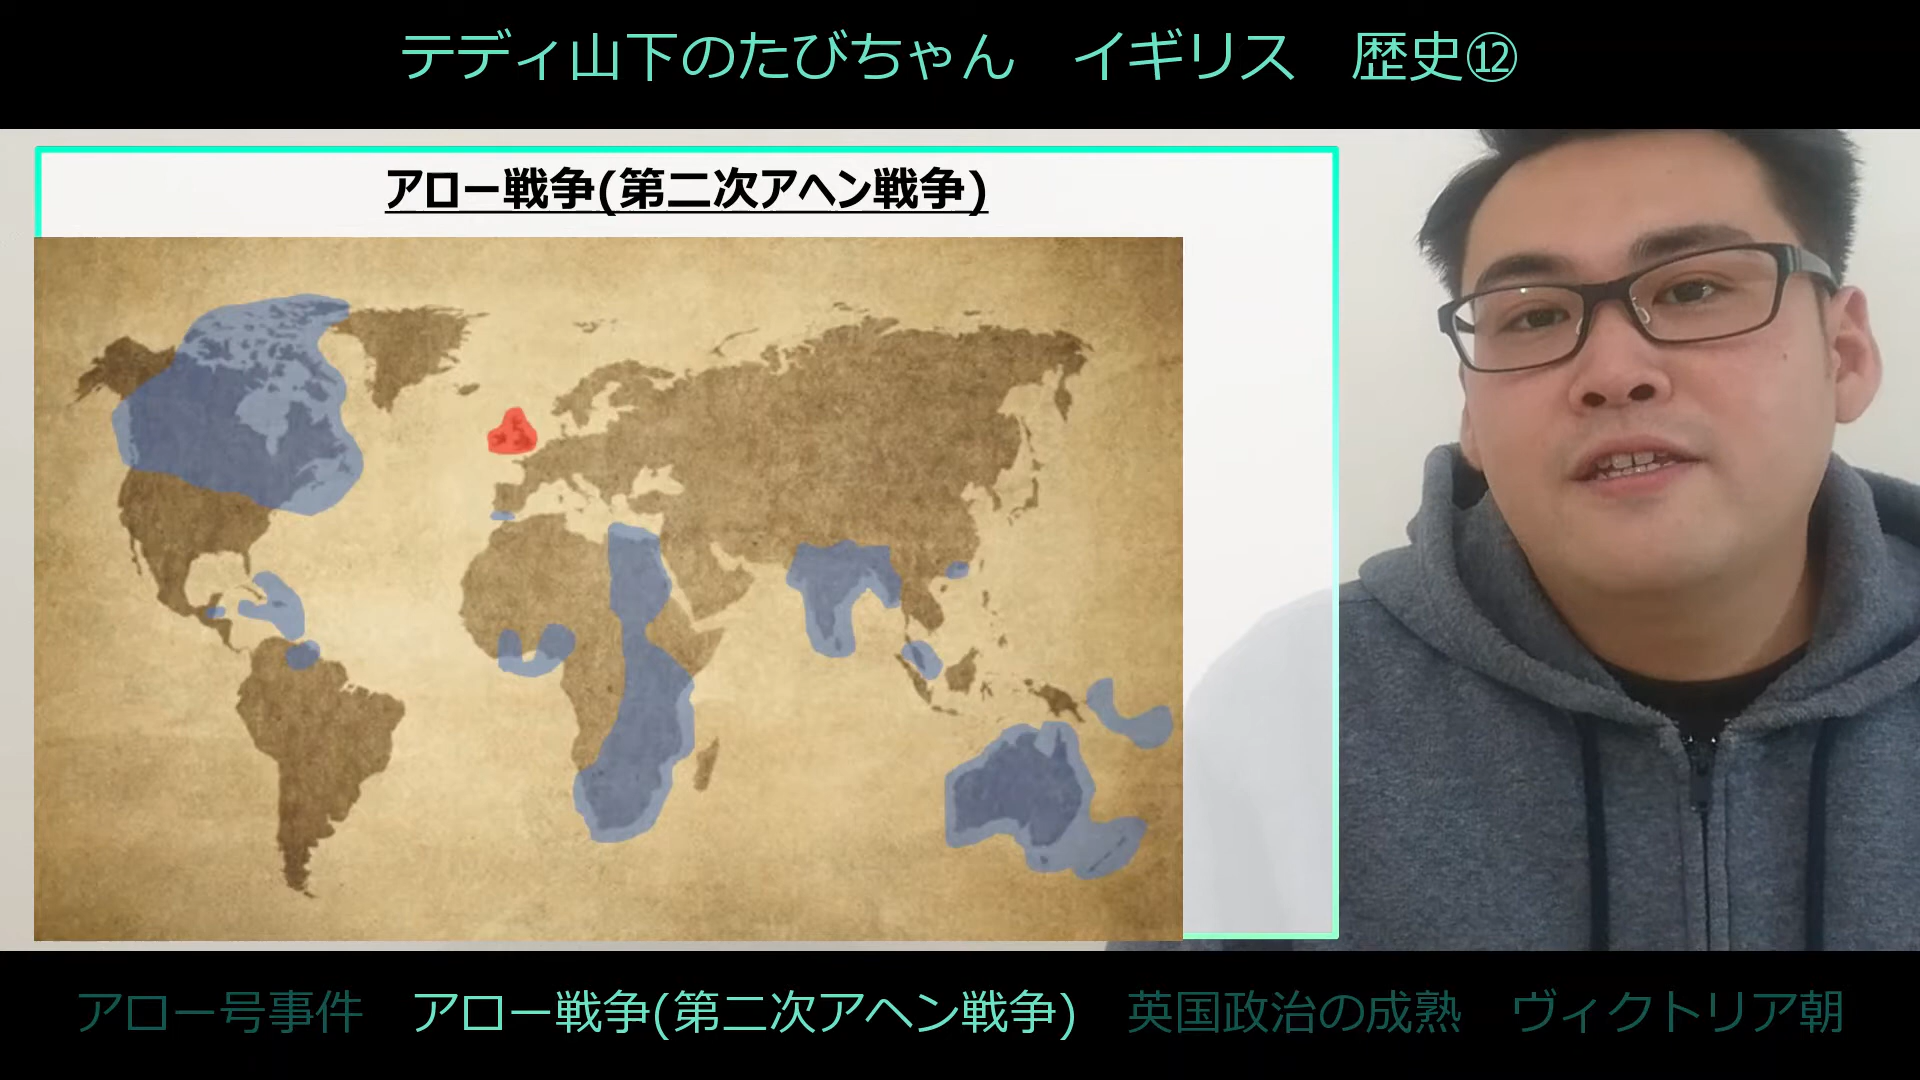 テディ山下のたびちゃん　イギリス　歴史⑫
アロー戦争(第二次アヘン戦争)
アロー号事件　アロー戦争(第二次アヘン戦争)　英国政治の成熟　ヴィクトリア朝